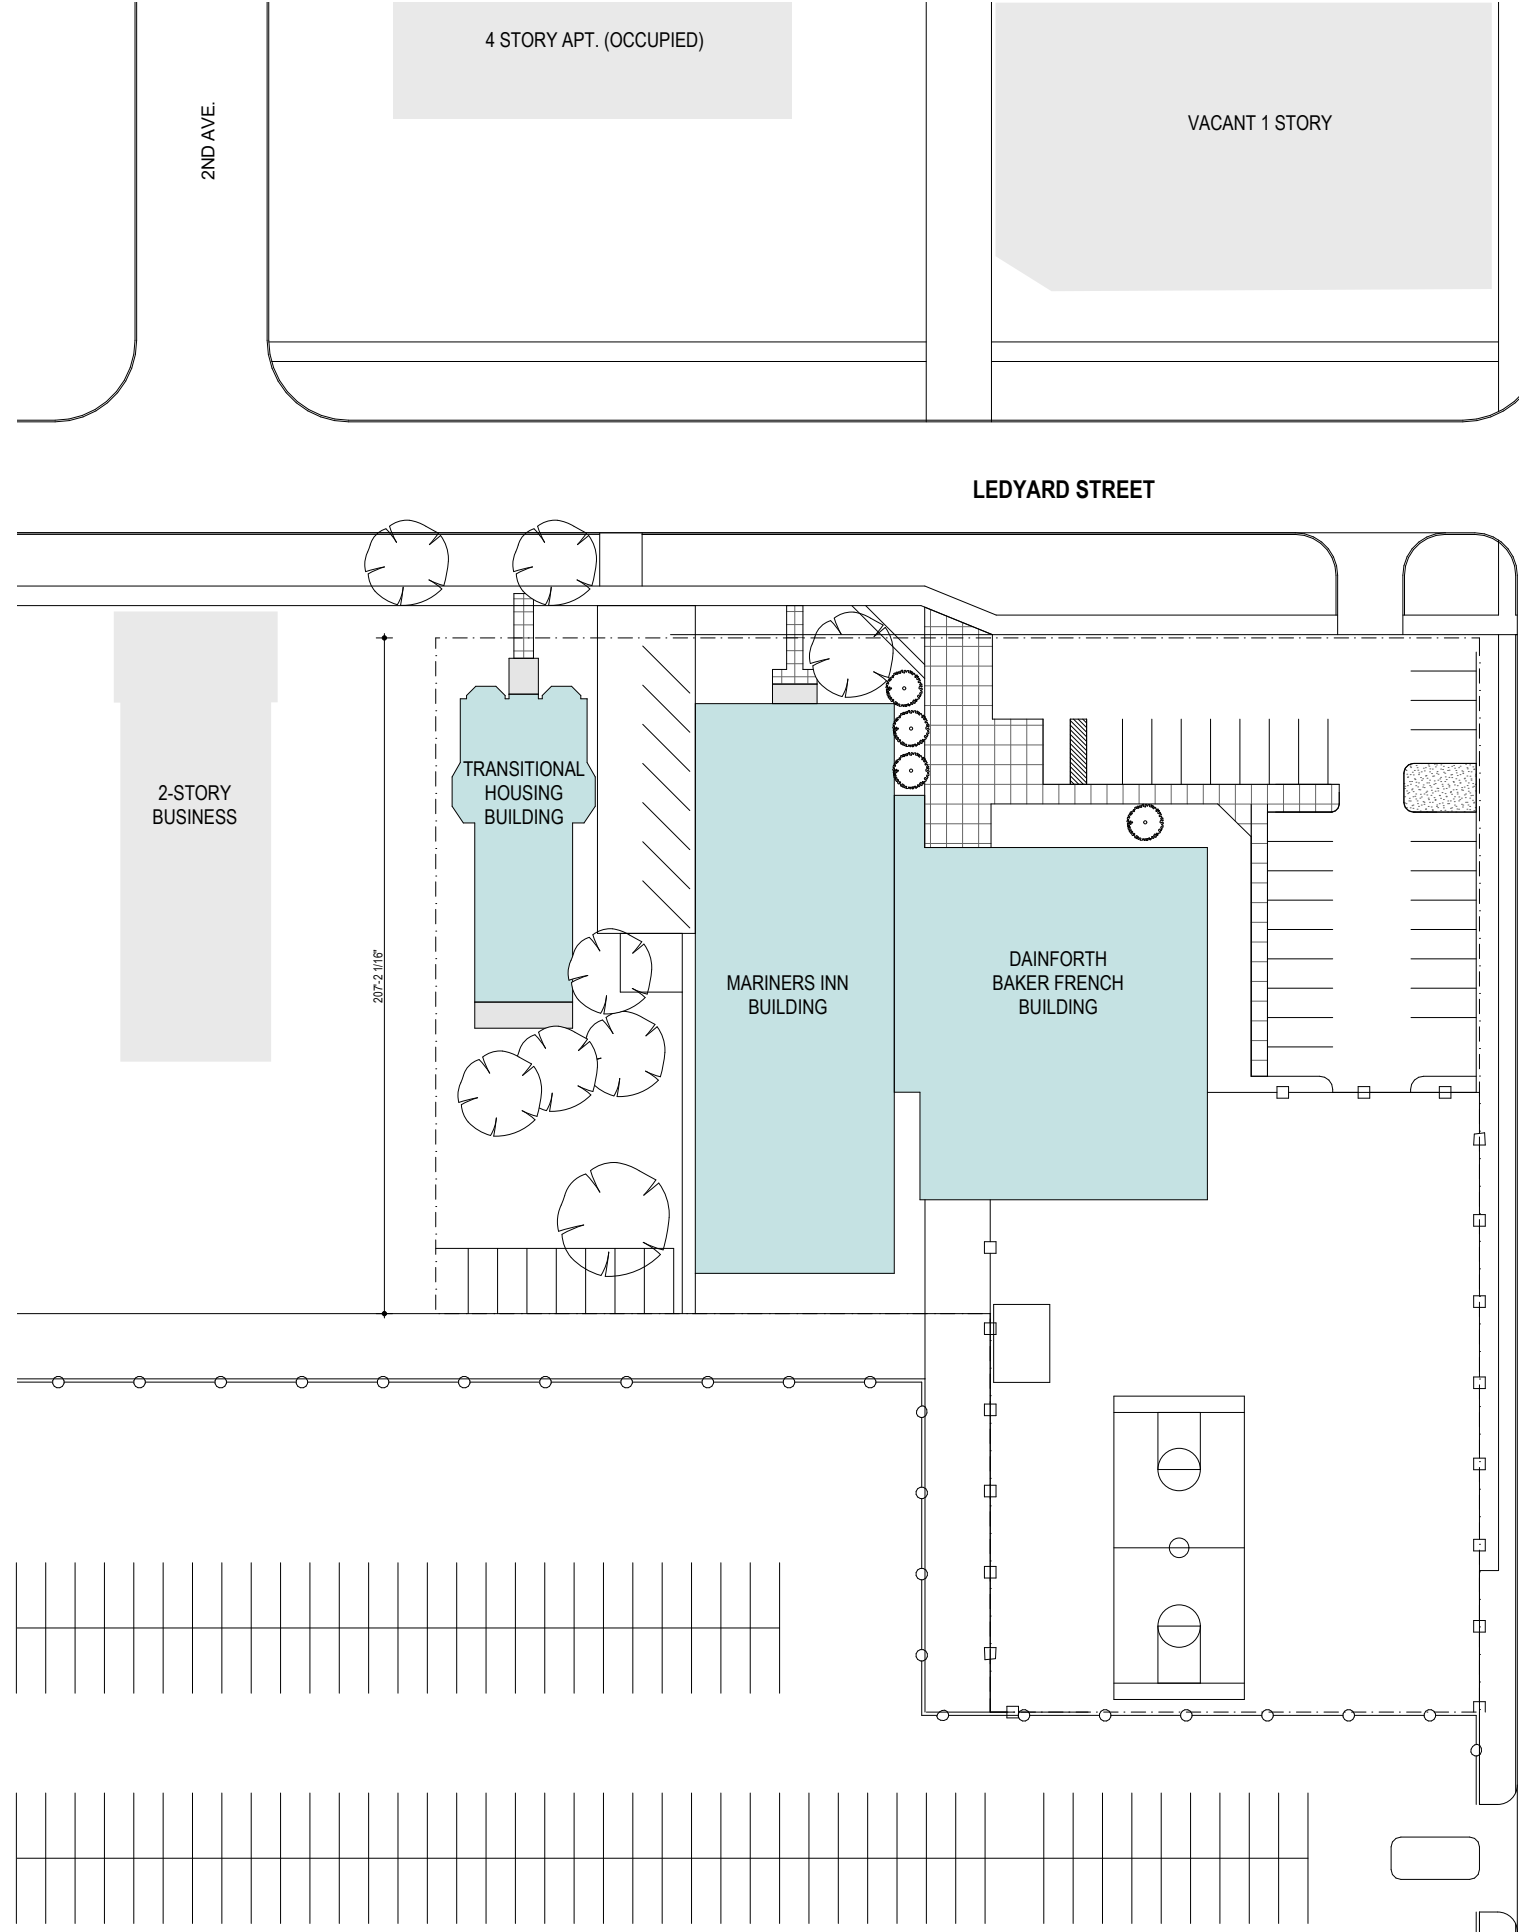 4 STORY APT. (OCCUPIED)
VACANT 1 STORY
2ND AVE.
LEDYARD STREET
2-STORY
BUSINESS
TRANSITIONAL
HOUSING
BUILDING
207'-2 1/16"
MARINERS INN
BUILDING
DAINFORTH
BAKER FRENCH
BUILDING